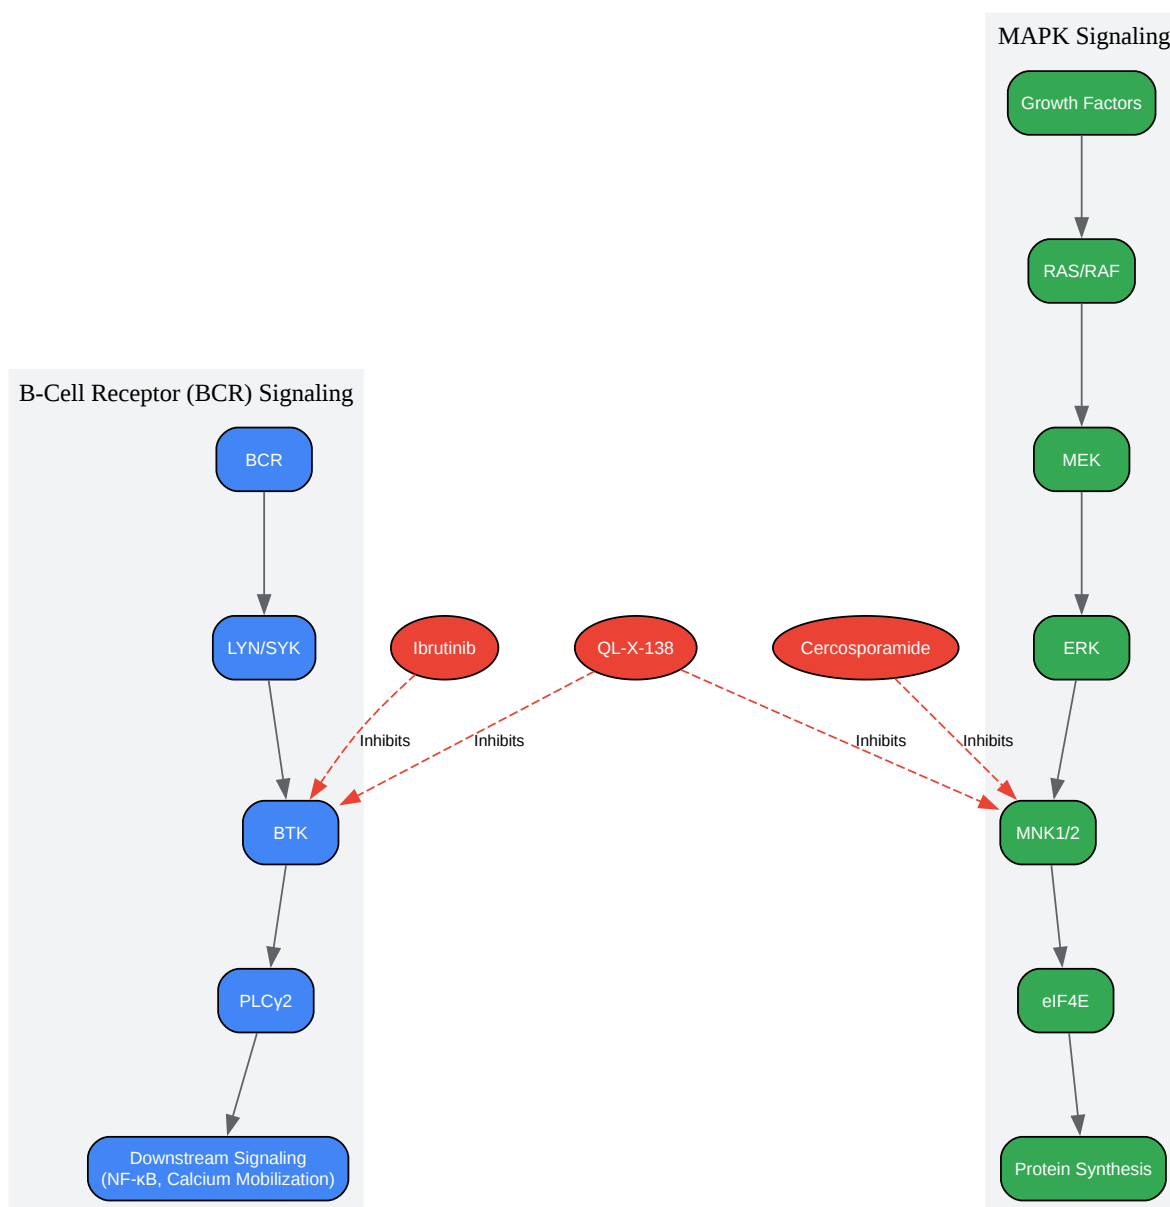 MAPK Signaling
Growth Factors
RAS/RAF
MEK
ERK
MNK1/2
eIF4E
Protein Synthesis
B-Cell Receptor (BCR) Signaling
BCR
LYN/SYK
BTK
PLCγ2
Downstream Signaling
(NF-κB, Calcium Mobilization)
Ibrutinib
QL-X-138
Cercosporamide
Inhibits
Inhibits
Inhibits
Inhibits